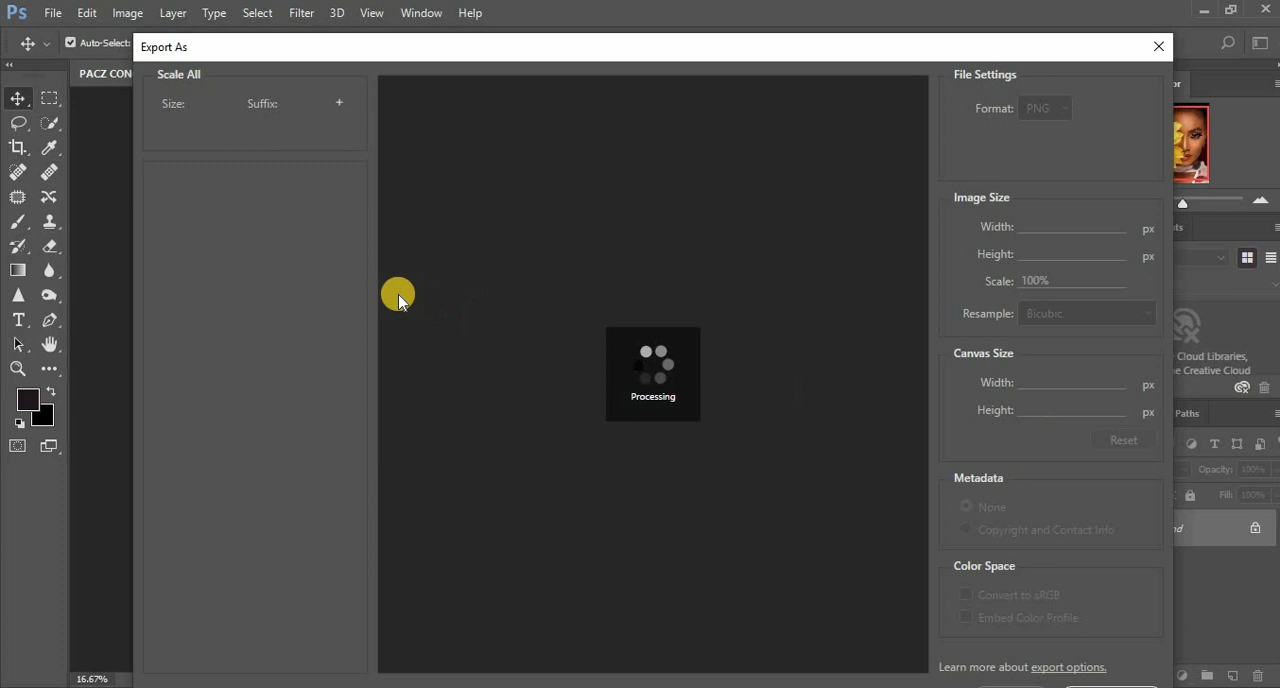 Ps File Edit Image Layer Type Select Filter 3D View Window Help
Auto-Select:
Export As
PACZ CON
Scale All
Size: Suffix: +
Processing
File Settings
Format: PNG
Image Size
Width: px
Height: px
Scale: 100%
Resample: Bicubic
Canvas Size
Width: px
Height: px
Reset
Metadata
None
Copyright and Contact Info
Color Space
Convert to sRGB
Embed Color Profile
Learn more about export options.
or
ts
Cloud Libraries,
e Creative Cloud
Paths
Opacity: 100%
Fill: 100%
nd
16.67%